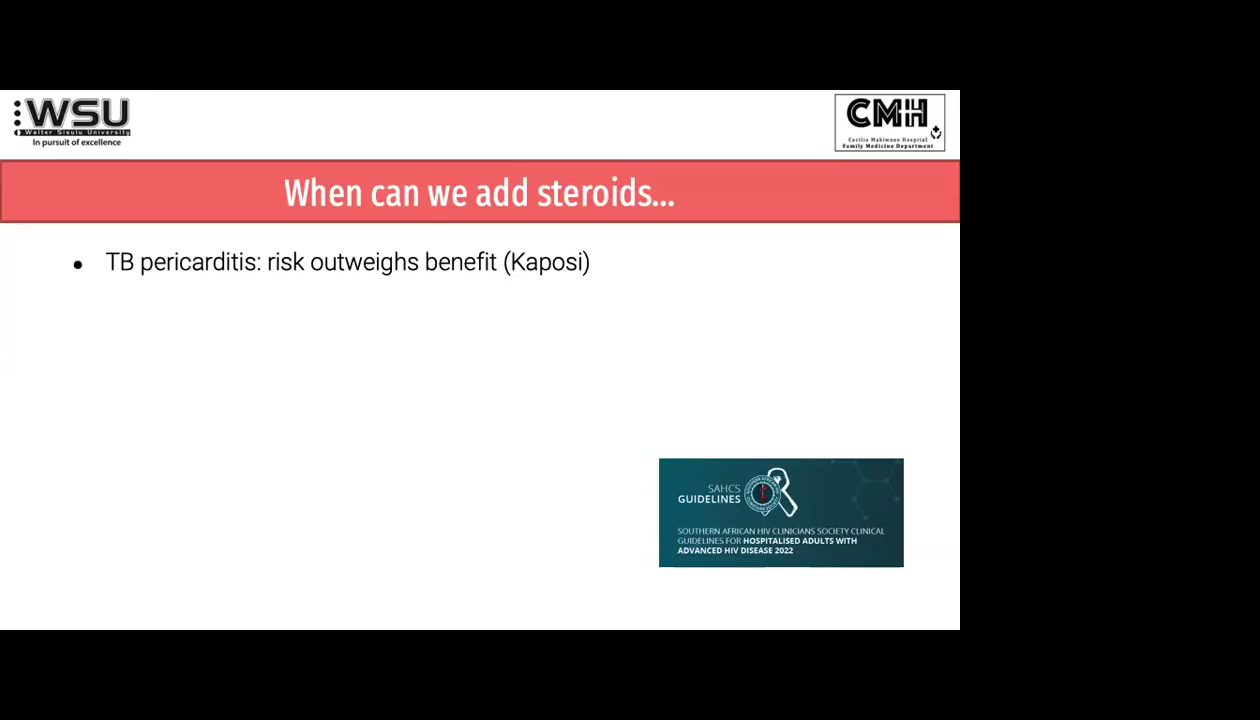 WSU
Walter Sisulu University
In pursuit of excellence
CMH
Cecilia Makiwane Hospital
Family Medicine Department
When can we add steroids...
● TB pericarditis: risk outweighs benefit (Kaposi)
SAHCS
GUIDELINES
SOUTHERN AFRICAN HIV CLINICIANS SOCIETY CLINICAL
GUIDELINES FOR HOSPITALISED ADULTS WITH
ADVANCED HIV DISEASE 2022